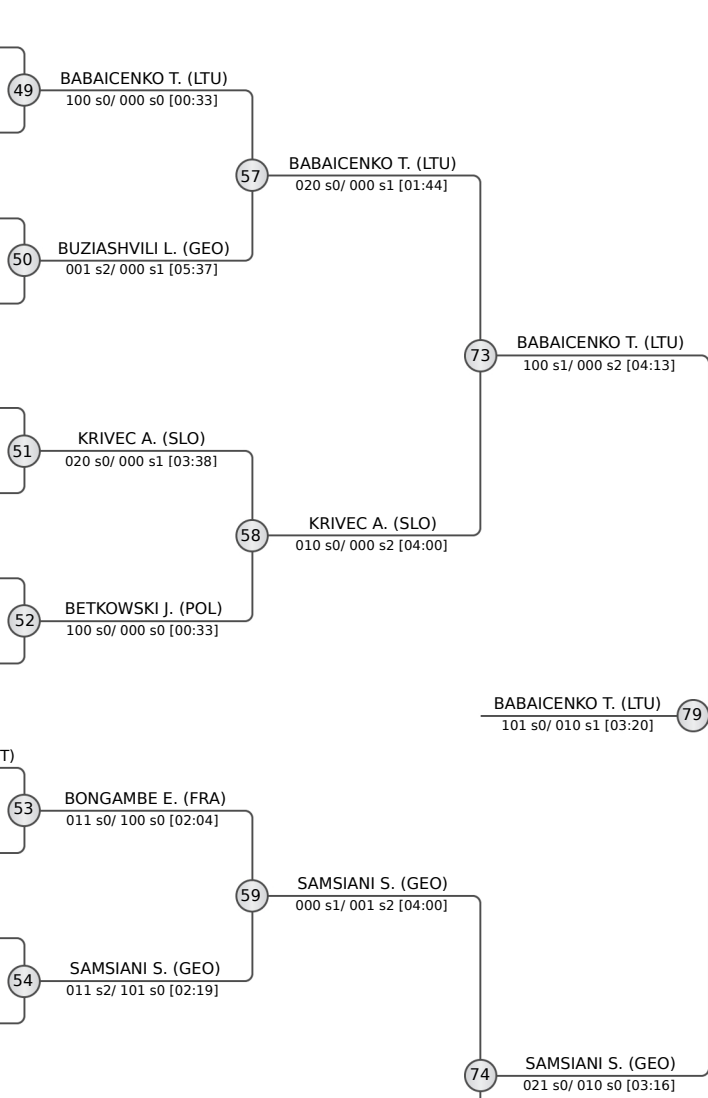 BABAICENKO T. (LTU)
49
100 s0/ 000 s0 [00:33]
BABAICENKO T. (LTU)
57
020 s0/ 000 s1 [01:44]
BUZIASHVILI L. (GEO)
50
001 s2/ 000 s1 [05:37]
BABAICENKO T. (LTU)
73
100 s1/ 000 s2 [04:13]
KRIVEC A. (SLO)
51
020 s0/ 000 s1 [03:38]
KRIVEC A. (SLO)
58
010 s0/ 000 s2 [04:00]
BETKOWSKI J. (POL)
52
100 s0/ 000 s0 [00:33]
BABAICENKO T. (LTU)
79
101 s0/ 010 s1 [03:20]
T)
BONGAMBE E. (FRA)
53
011 s0/ 100 s0 [02:04]
SAMSIANI S. (GEO)
59
000 s1/ 001 s2 [04:00]
SAMSIANI S. (GEO)
54
011 s2/ 101 s0 [02:19]
SAMSIANI S. (GEO)
74
021 s0/ 010 s0 [03:16]